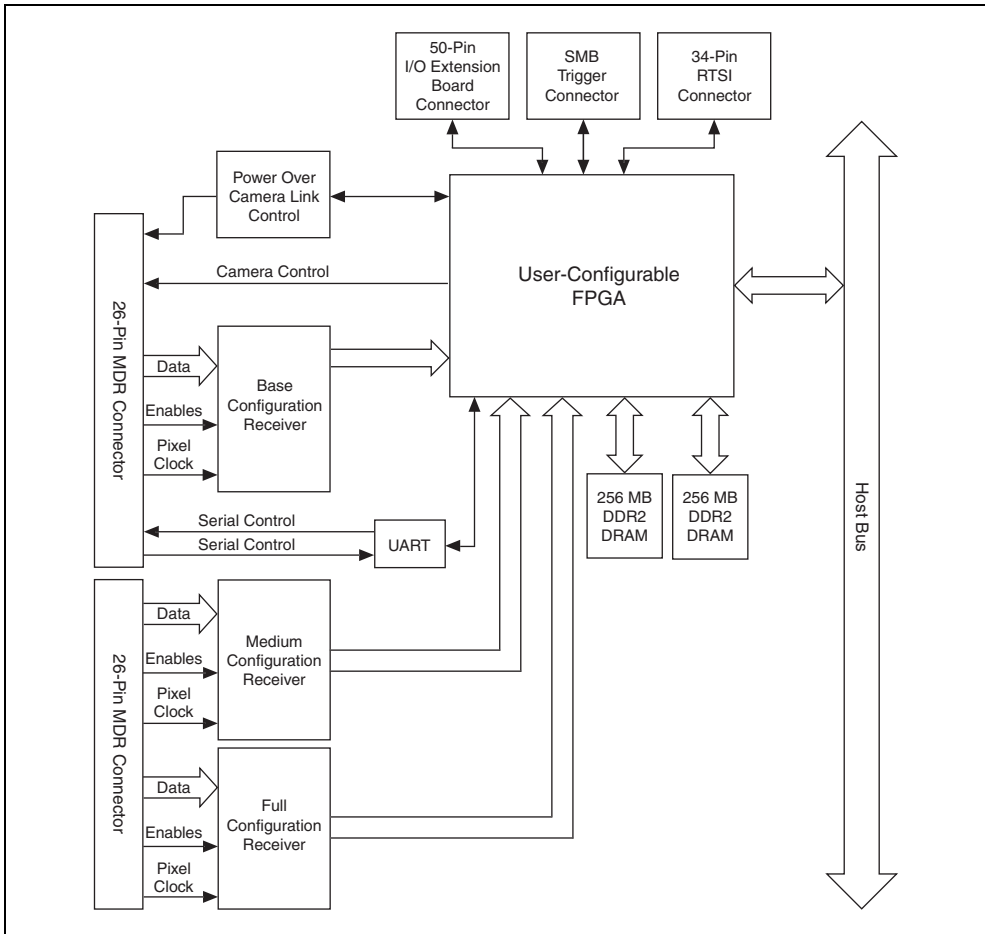 50-Pin
I/O Extension
Board
Connector
SMB
Trigger
Connector
34-Pin
RTSI
Connector
Power Over
Camera Link
Control
Camera Control
User-Configurable
FPGA
26-Pin MDR Connector
Data
Enables
Pixel
Clock
Base
Configuration
Receiver
Serial Control
Serial Control
UART
256 MB
DDR2
DRAM
256 MB
DDR2
DRAM
Host Bus
26-Pin MDR Connector
Data
Enables
Pixel
Clock
Medium
Configuration
Receiver
Data
Enables
Pixel
Clock
Full
Configuration
Receiver